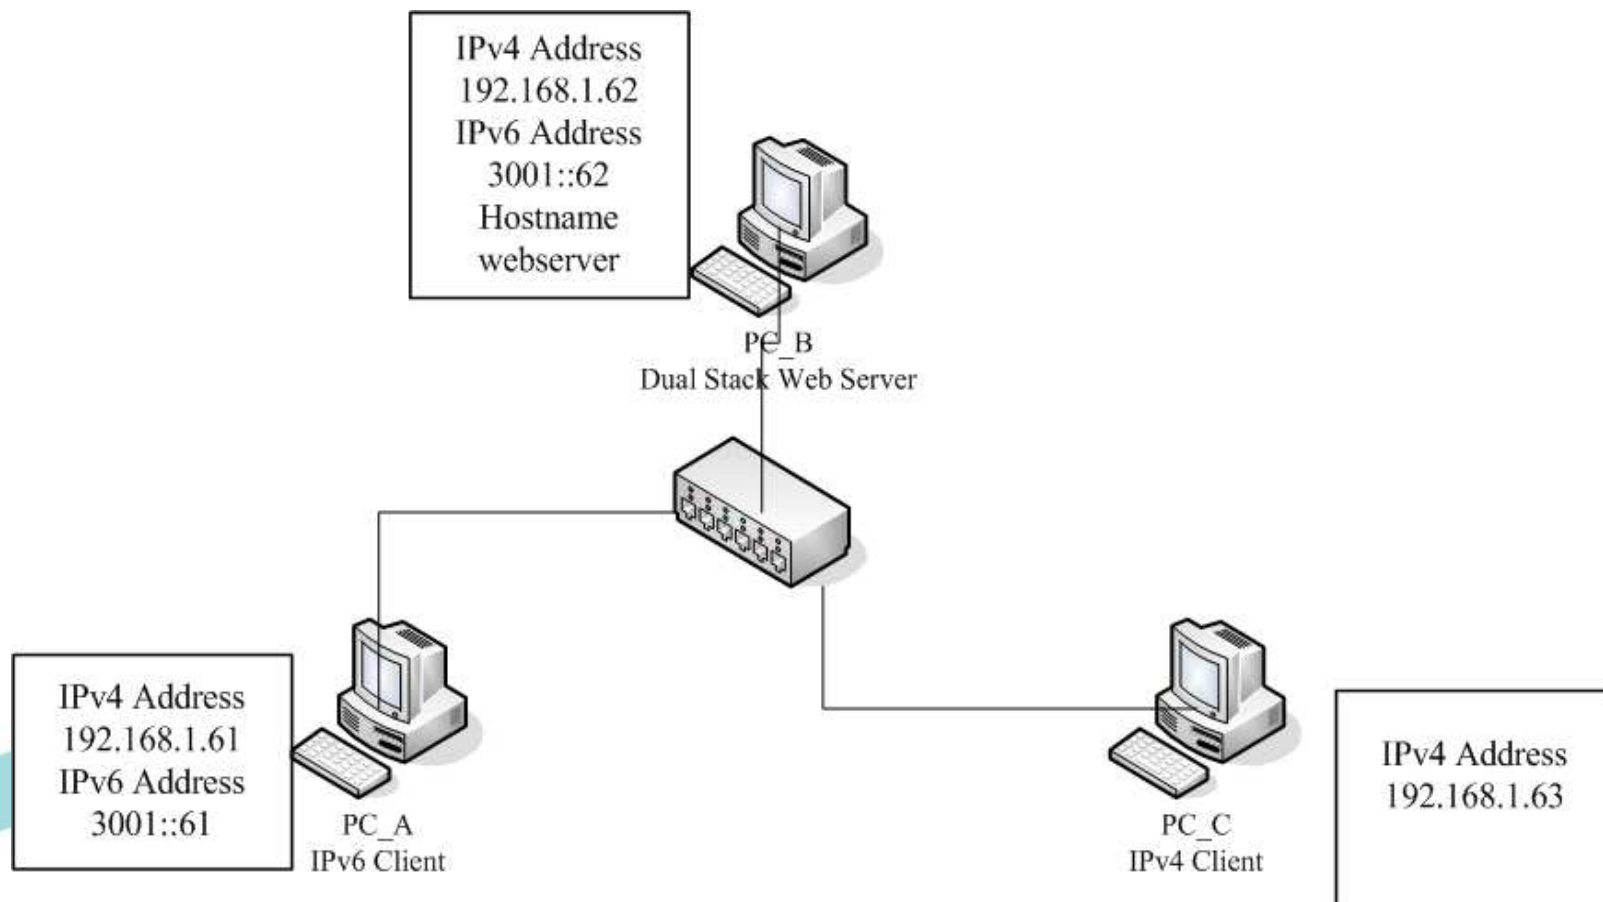 IPv4 Address
192.168.1.62
IPv6 Address
3001::62
Hostname
webserver
PC_B
Dual Stack Web Server
IPv4 Address
192.168.1.61
IPv6 Address
3001::61
PC_A
IPv6 Client
PC_C
IPv4 Client
IPv4 Address
192.168.1.63